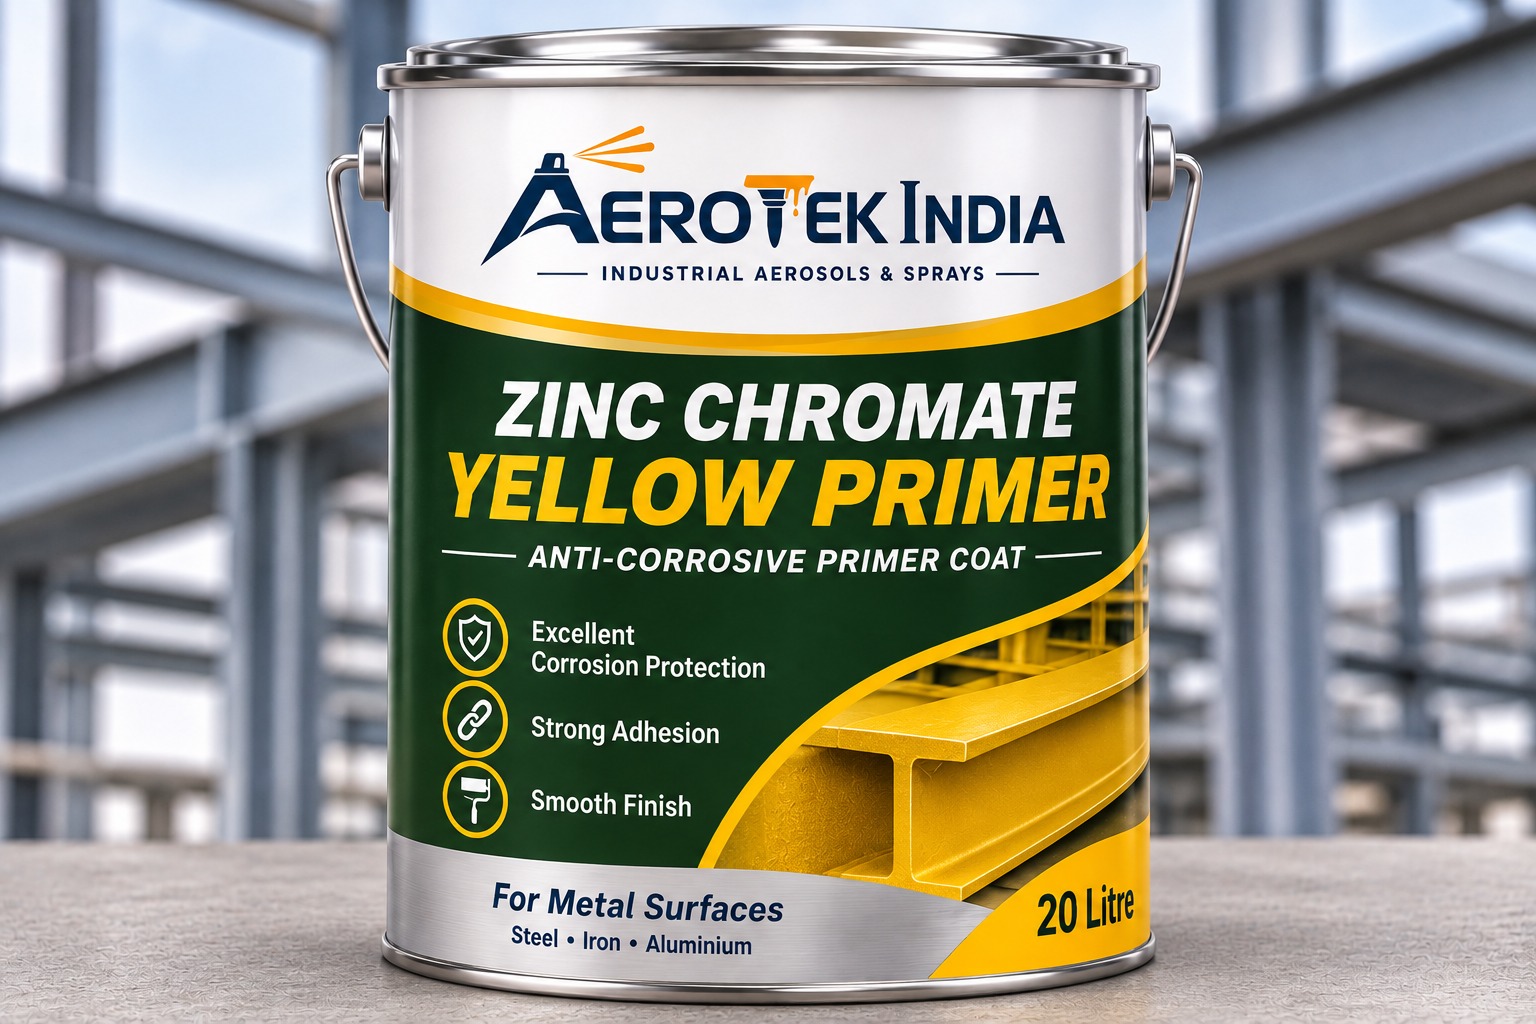 AEROTEK INDIA
INDUSTRIAL AEROSOLS & SPRAYS
ZINC CHROMATE
YELLOW PRIMER
ANTI-CORROSIVE PRIMER COAT
Excellent
Corrosion Protection
Strong Adhesion
Smooth Finish
For Metal Surfaces
Steel • Iron • Aluminium
20 Litre